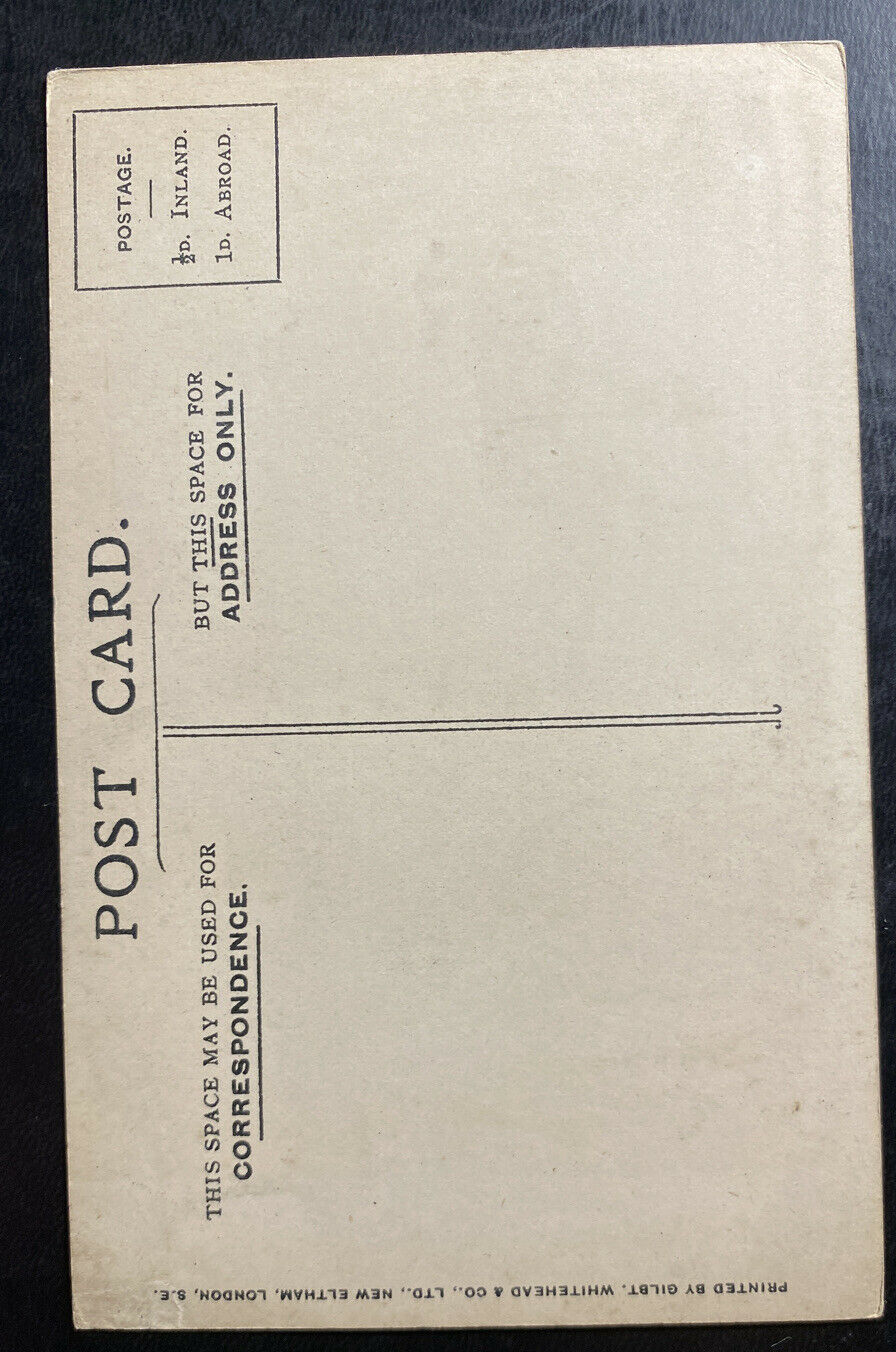 POST CARD.
POSTAGE.
½D. INLAND.
1D. ABROAD.
THIS SPACE MAY BE USED FOR
CORRESPONDENCE.
BUT THIS SPACE FOR
ADDRESS ONLY.
PRINTED BY GILBT. WHITEHEAD & CO., LTD., NEW ELTHAM, LONDON, S.E.